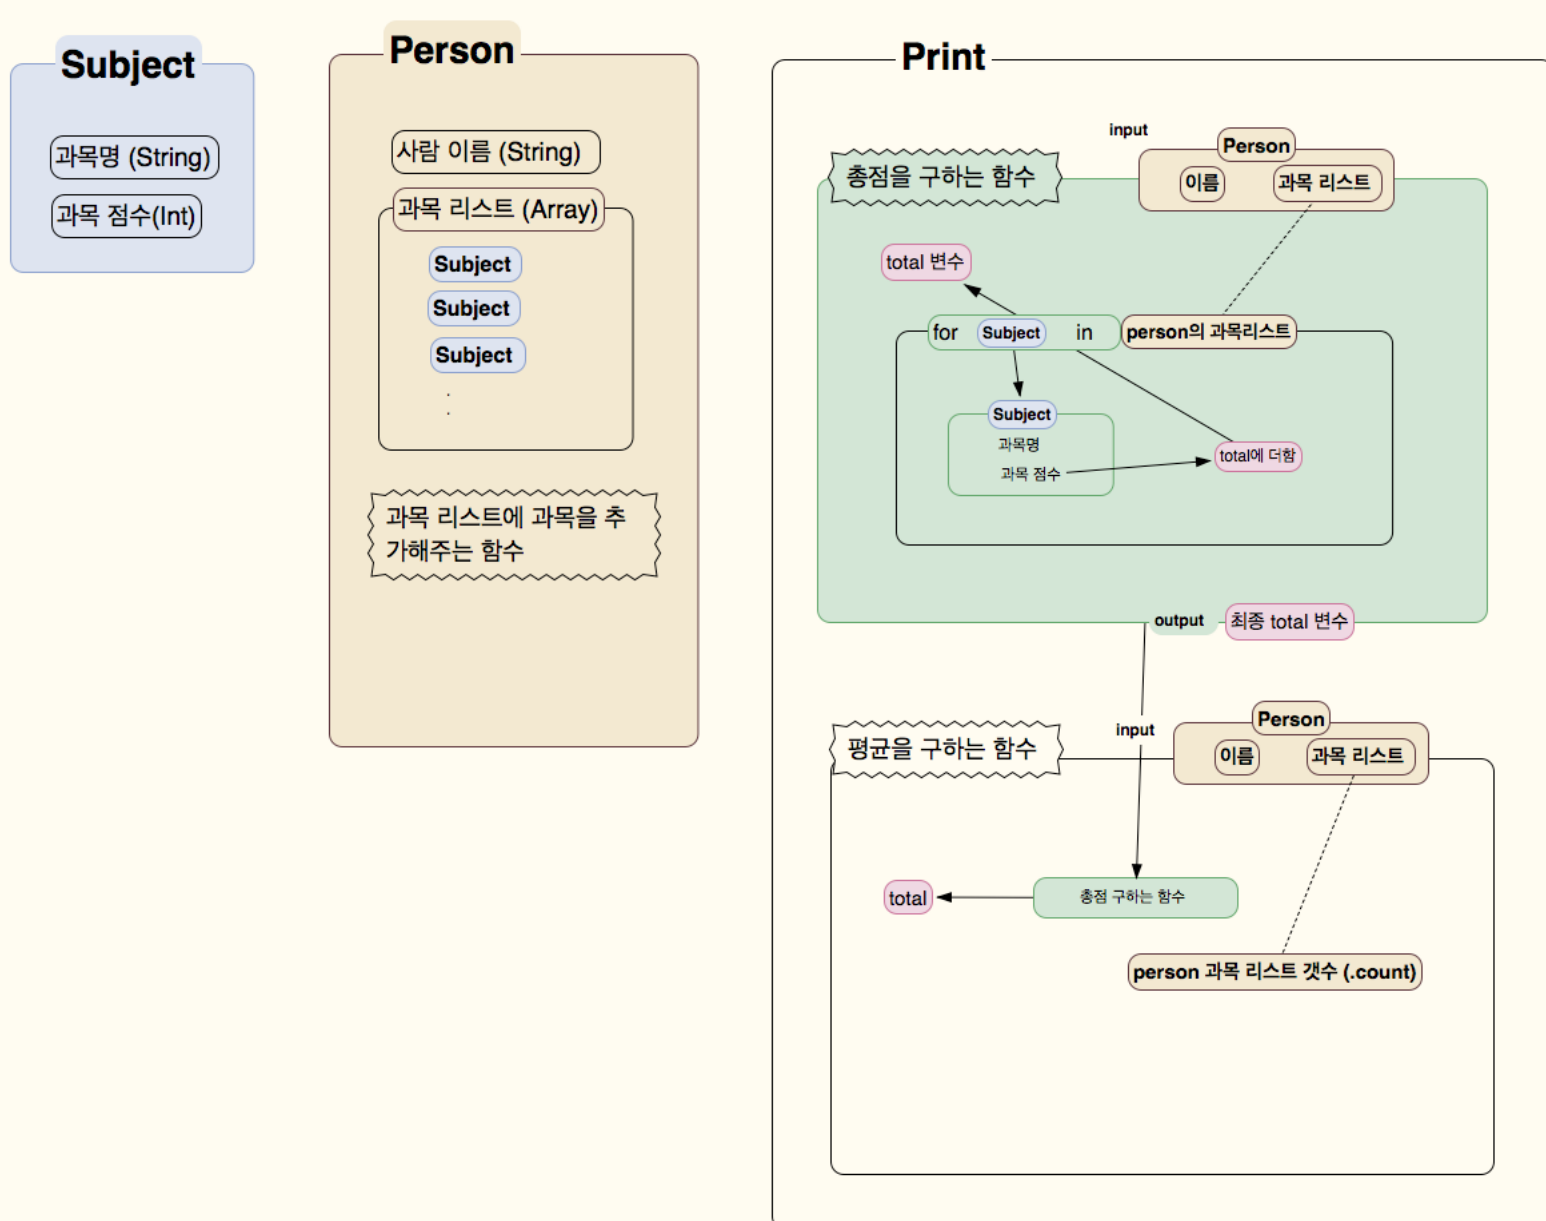 Subject
과목명 (String)
과목 점수(Int)
Person
사람 이름 (String)
과목 리스트 (Array)
Subject
Subject
Subject
.
.
과목 리스트에 과목을 추
가해주는 함수
Print
input
Person
이름
과목 리스트
총점을 구하는 함수
total 변수
for Subject in person의 과목리스트
Subject
과목명
과목 점수
total에 더함
output
최종 total 변수
input
Person
이름
과목 리스트
평균을 구하는 함수
total
총점 구하는 함수
person 과목 리스트 갯수 (.count)